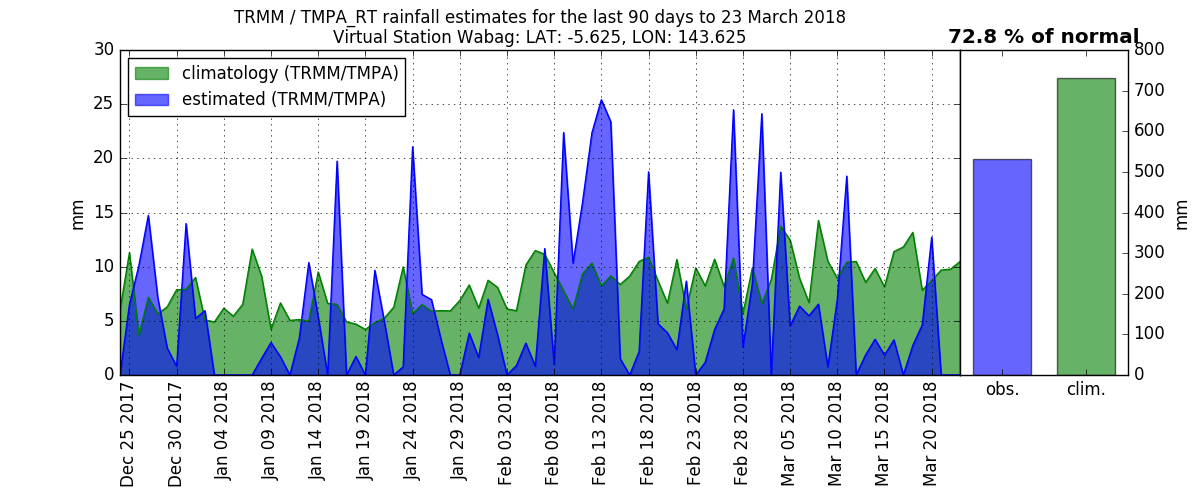 TRMM / TMPA_RT rainfall estimates for the last 90 days to 23 March 2018
Virtual Station Wabag: LAT: -5.625, LON: 143.625
72.8 % of normal
climatology (TRMM/TMPA)
estimated (TRMM/TMPA)
30
25
20
15
10
5
0
mm
800
700
600
500
400
300
200
100
0
mm
Dec 25 2017
Dec 30 2017
Jan 04 2018
Jan 09 2018
Jan 14 2018
Jan 19 2018
Jan 24 2018
Jan 29 2018
Feb 03 2018
Feb 08 2018
Feb 13 2018
Feb 18 2018
Feb 23 2018
Feb 28 2018
Mar 05 2018
Mar 10 2018
Mar 15 2018
Mar 20 2018
obs.
clim.